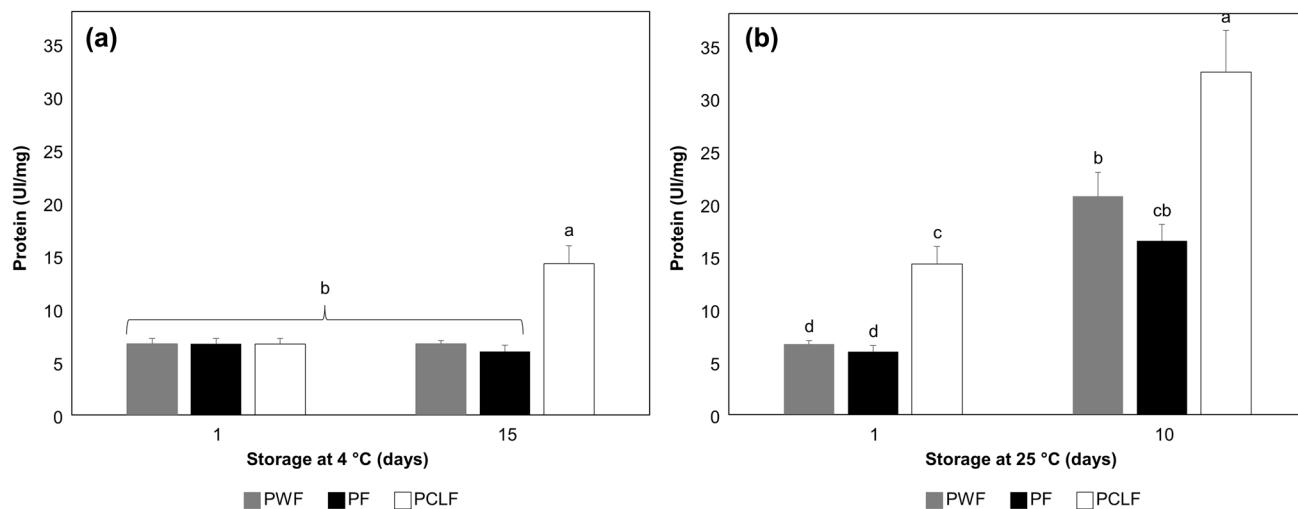 (a)
35
30
25
20
15
10
5
0
Protein (UI/mg)
b
a
1
15
Storage at 4 °C (days)
PWF PF PCLF
(b)
35
30
25
20
15
10
5
0
Protein (UI/mg)
d
d
c
b
cb
a
1
10
Storage at 25 °C (days)
PWF PF PCLF